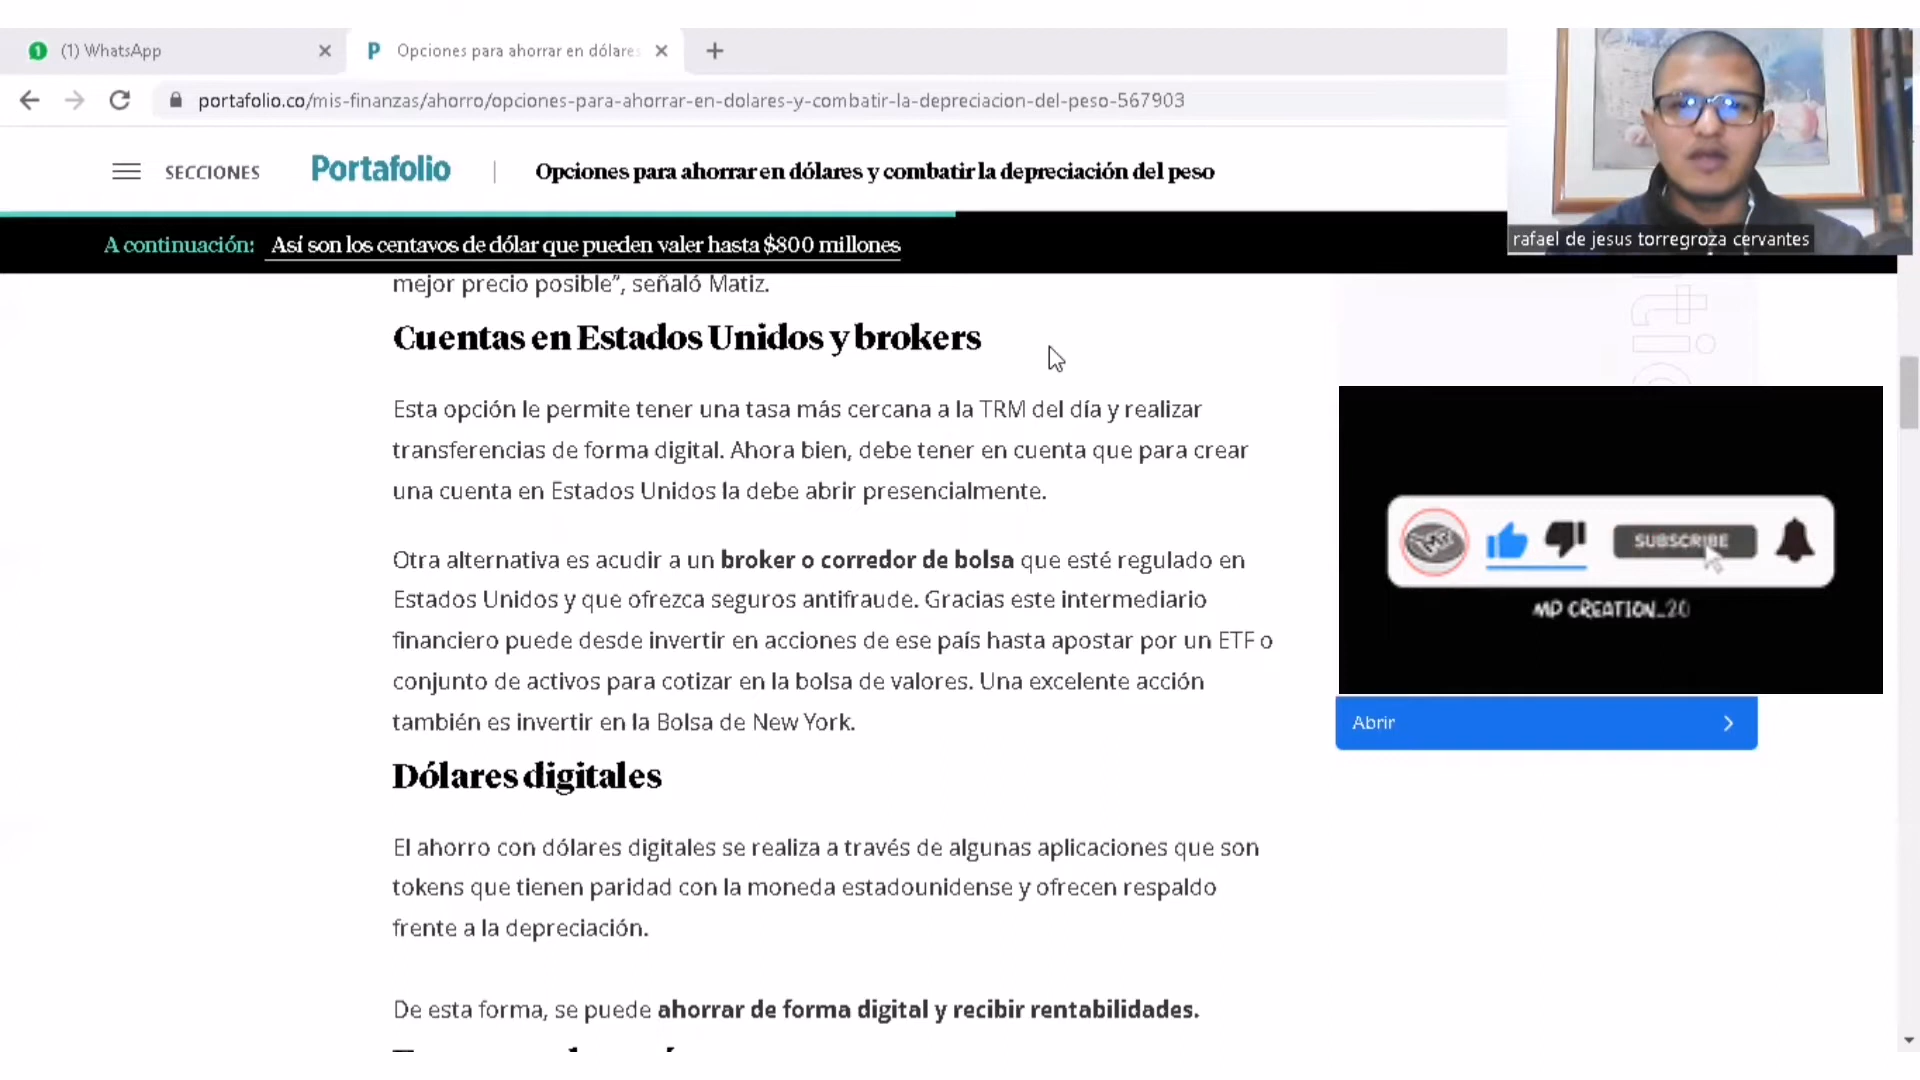 (1) WhatsApp
Opciones para ahorrar en dólares
portafolio.co/mis-finanzas/ahorro/opciones-para-ahorrar-en-dolares-y-combatir-la-depreciacion-del-peso-567903
SECCIONES
Portafolio
Opciones para ahorrar en dólares y combatir la depreciación del peso
rafael de jesus torregroza cervantes
A continuación: Así son los centavos de dólar que pueden valer hasta $800 millones
mejor precio posible”, señaló Matiz.
Cuentas en Estados Unidos y brokers
Esta opción le permite tener una tasa más cercana a la TRM del día y realizar
transferencias de forma digital. Ahora bien, debe tener en cuenta que para crear
una cuenta en Estados Unidos la debe abrir presencialmente.
Otra alternativa es acudir a un broker o corredor de bolsa que esté regulado en
Estados Unidos y que ofrezca seguros antifraude. Gracias este intermediario
financiero puede desde invertir en acciones de ese país hasta apostar por un ETF o
conjunto de activos para cotizar en la bolsa de valores. Una excelente acción
también es invertir en la Bolsa de New York.
SUBSCRIBE
MD CREATION_20
Abrir
Dólares digitales
El ahorro con dólares digitales se realiza a través de algunas aplicaciones que son
tokens que tienen paridad con la moneda estadounidense y ofrecen respaldo
frente a la depreciación.
De esta forma, se puede ahorrar de forma digital y recibir rentabilidades.